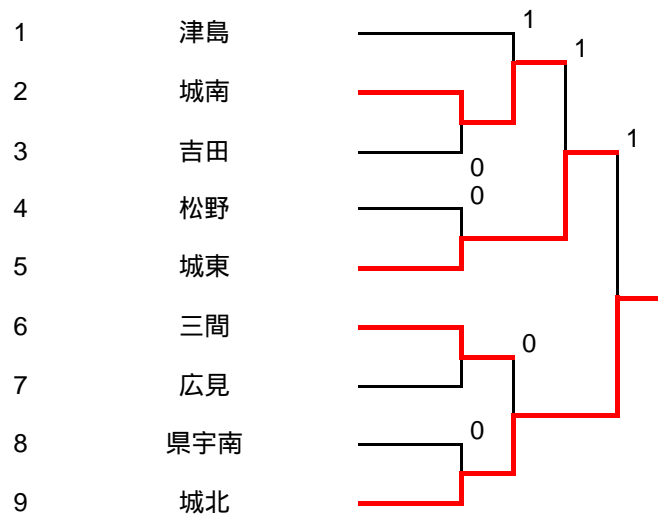 1 津島 1
1
2 城南
1
3 吉田 0
4 松野 0
5 城東
6 三間 0
7 広見
8 県宇南 0
9 城北